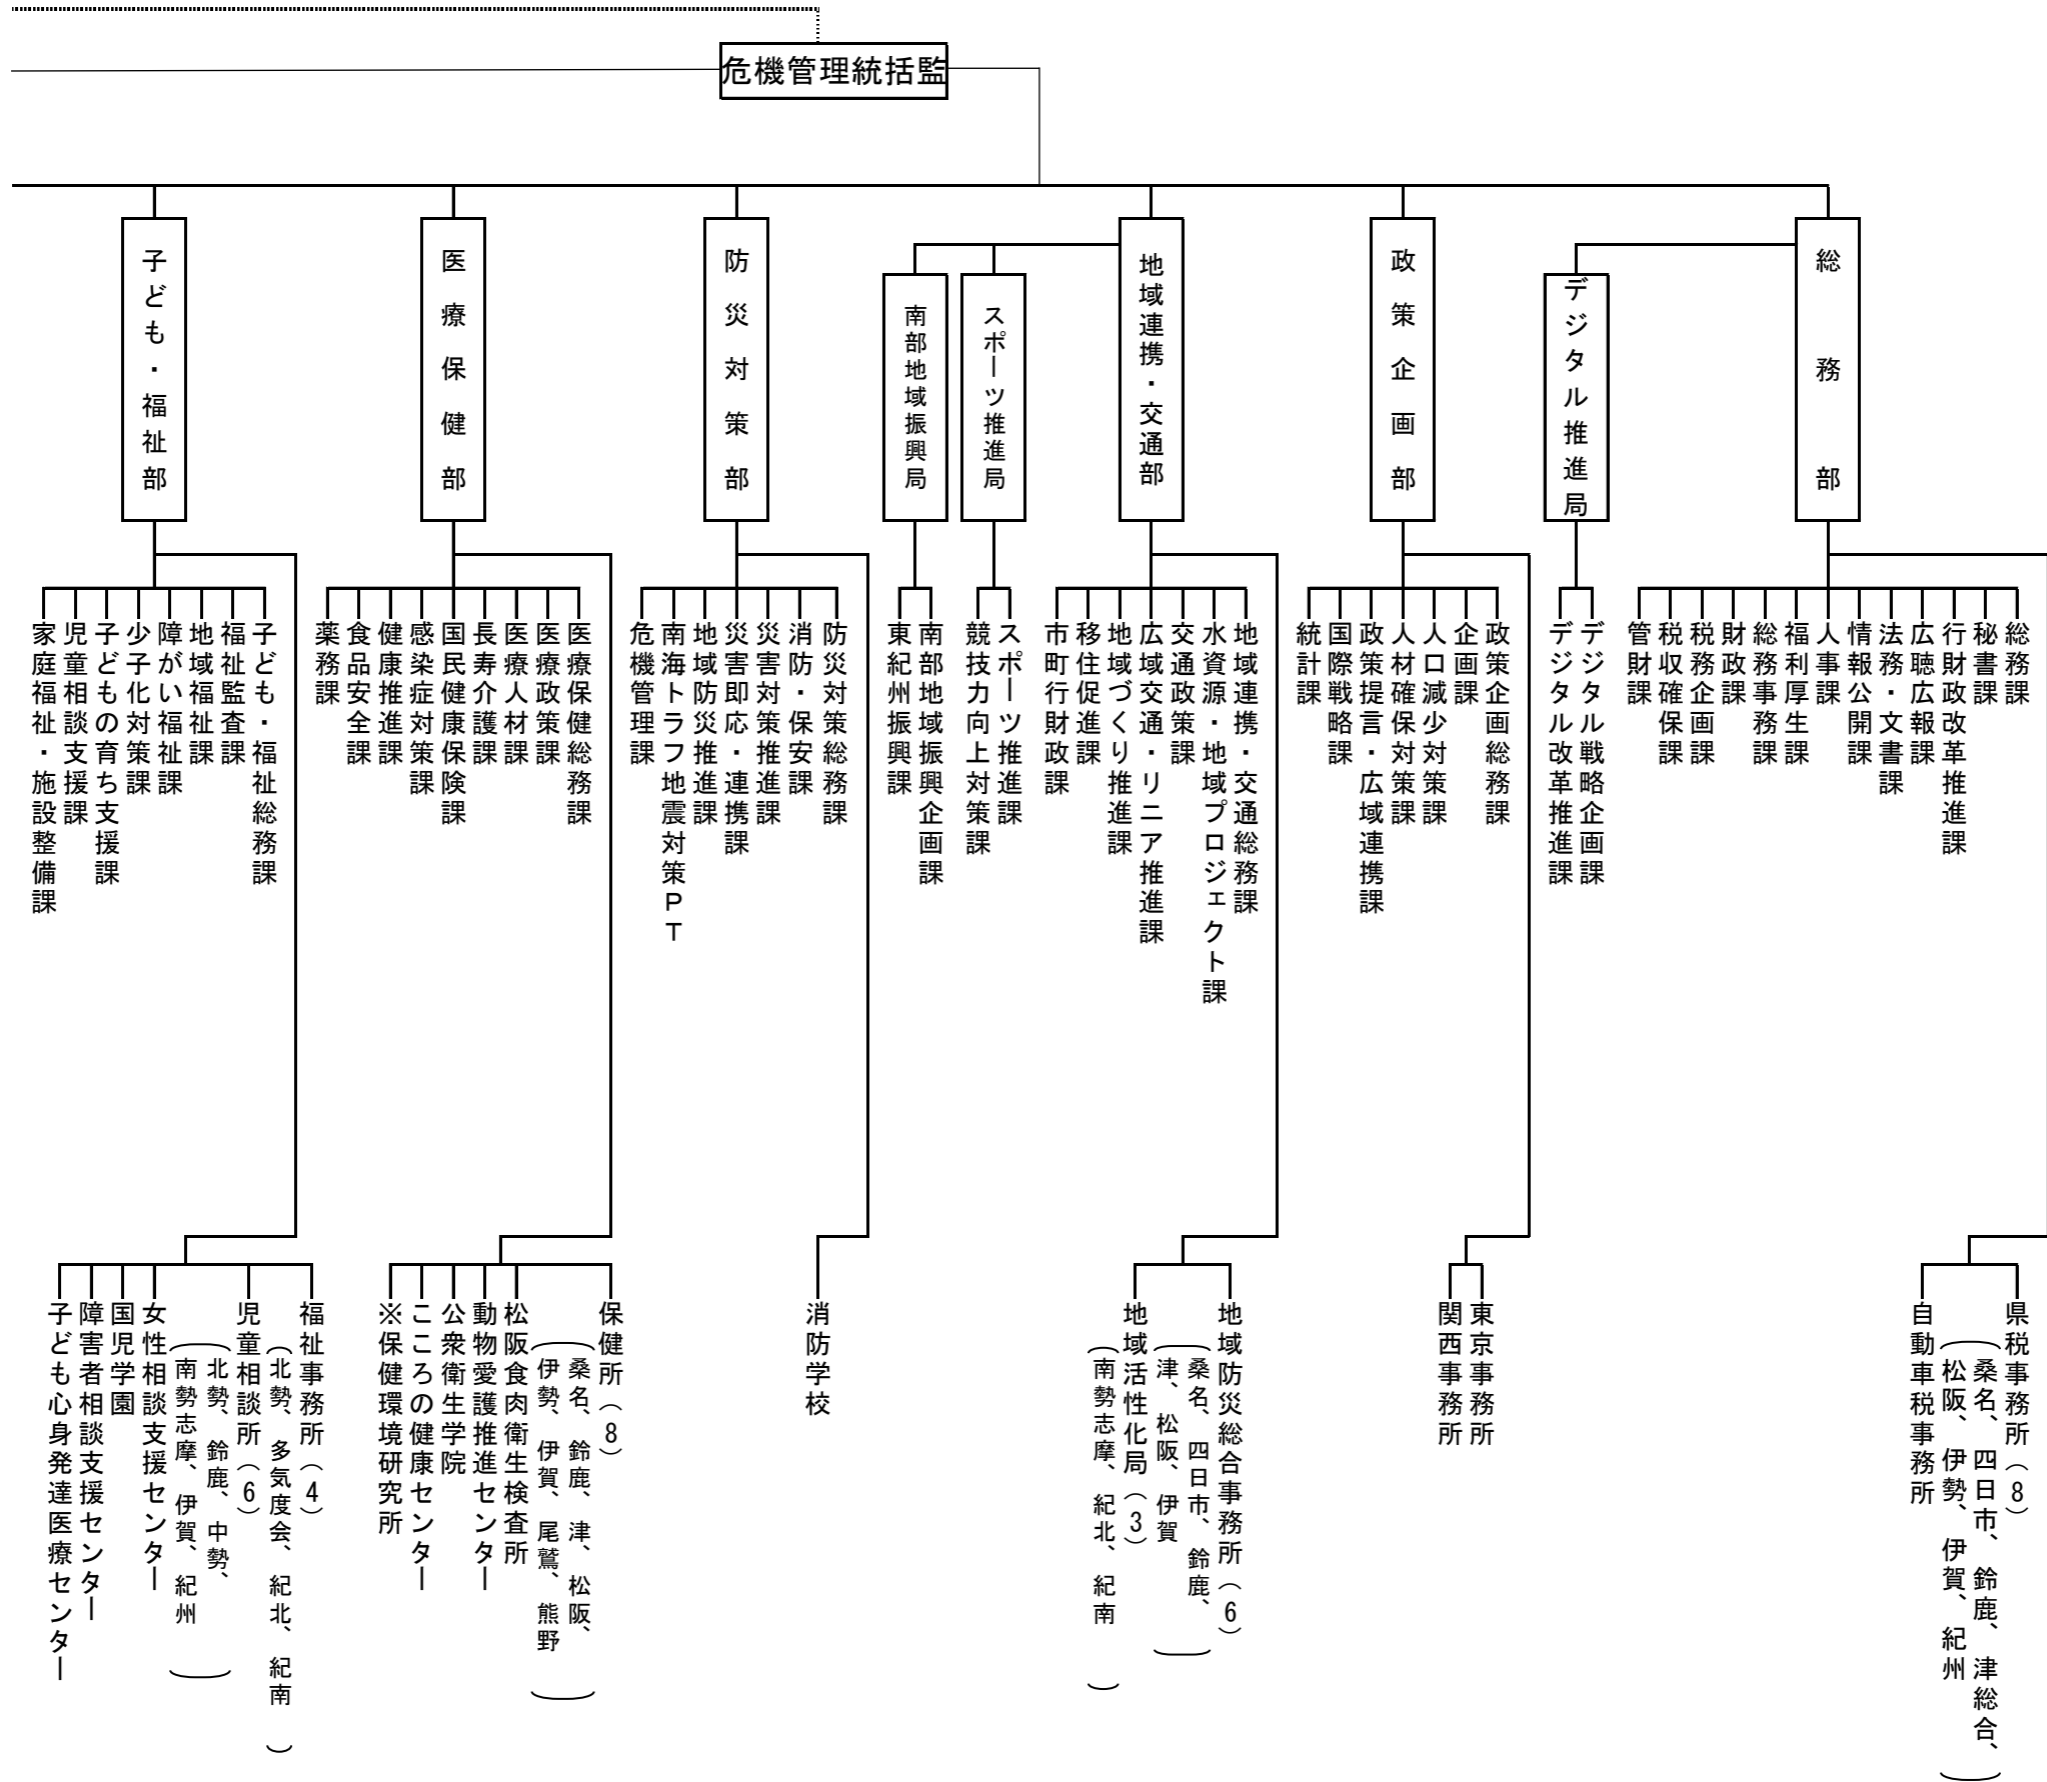 危機管理統括監
総務部
デジタル推進局
政策企画部
地域連携・交通部
スポーツ推進局
南部地域振興局
防災対策部
医療保健部
子ども・福祉部
総務課
秘書課
行財政改革推進課
広聴広報課
法務・文書課
情報公開課
人事課
福利厚生課
総務事務課
財政課
税務企画課
税収確保課
管財課
デジタル戦略企画課
デジタル改革推進課
政策企画総務課
企画課
人口減少対策課
人材確保対策課
政策提言・広域連携課
国際戦略課
統計課
地域連携・交通総務課
水資源・地域プロジェクト課
交通政策課
広域交通・リニア推進課
地域づくり推進課
移住促進課
市町行財政課
スポーツ推進課
競技力向上対策課
南部地域振興企画課
東紀州振興課
防災対策総務課
消防・保安課
災害対策推進課
災害即応・連携課
地域防災推進課
南海トラフ地震対策PT
危機管理課
医療保健総務課
医療政策課
医療人材課
長寿介護課
国民健康保険課
感染症対策課
健康推進課
食品安全課
薬務課
子ども・福祉総務課
福祉監査課
地域福祉課
障がい福祉課
少子化対策課
子どもの育ち支援課
児童相談支援課
家庭福祉・施設整備課
県税事務所(8)
(桑名、四日市、鈴鹿、津総合、
松阪、伊勢、伊賀、紀州)
自動車税事務所
東京事務所
関西事務所
地域防災総合事務所(6)
(桑名、四日市、鈴鹿、
津、松阪、伊賀)
地域活性化局(3)
(南勢志摩、紀北、紀南)
消防学校
保健所(8)
(桑名、鈴鹿、津、松阪、
伊勢、伊賀、尾鷲、熊野)
松阪食肉衛生検査所
動物愛護推進センター
公衆衛生学院
こころの健康センター
※保健環境研究所
福祉事務所(4)
(北勢、多気度会、紀北、紀南)
児童相談所(6)
(北勢、鈴鹿、中勢、
南勢志摩、伊賀、紀州)
女性相談支援センター
国児学園
障害者相談支援センター
子ども心身発達医療センター